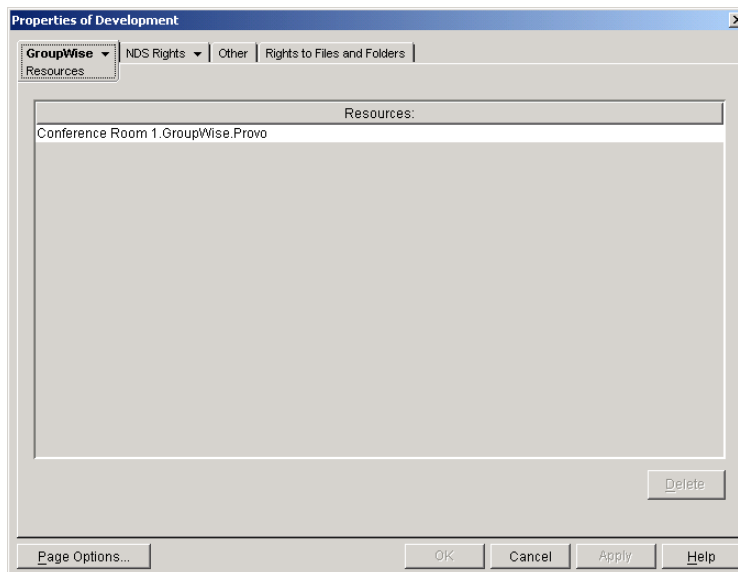 Properties of Development
GroupWise NDS Rights Other Rights to Files and Folders
Resources
Resources:
Conference Room 1.GroupWise.Provo
Delete
Page Options... OK Cancel Apply Help